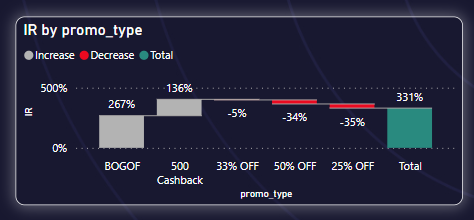 IR by promo_type
Increase Decrease Total
500%
0%
IR
267%
136%
-5%
-34%
-35%
331%
BOGOF
500
Cashback
33% OFF
50% OFF
25% OFF
Total
promo_type